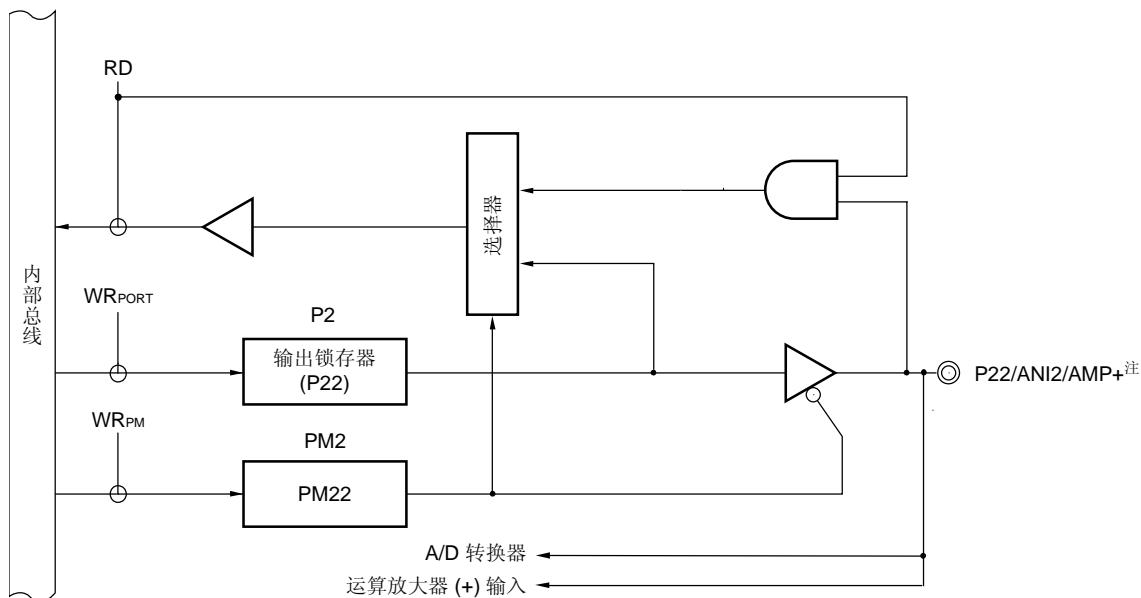 RD
选择器
内部总线
WRPORT
P2
输出锁存器
(P22)
P22/ANI2/AMP+注
WRPM
PM2
PM22
A/D 转换器
运算放大器 (+) 输入